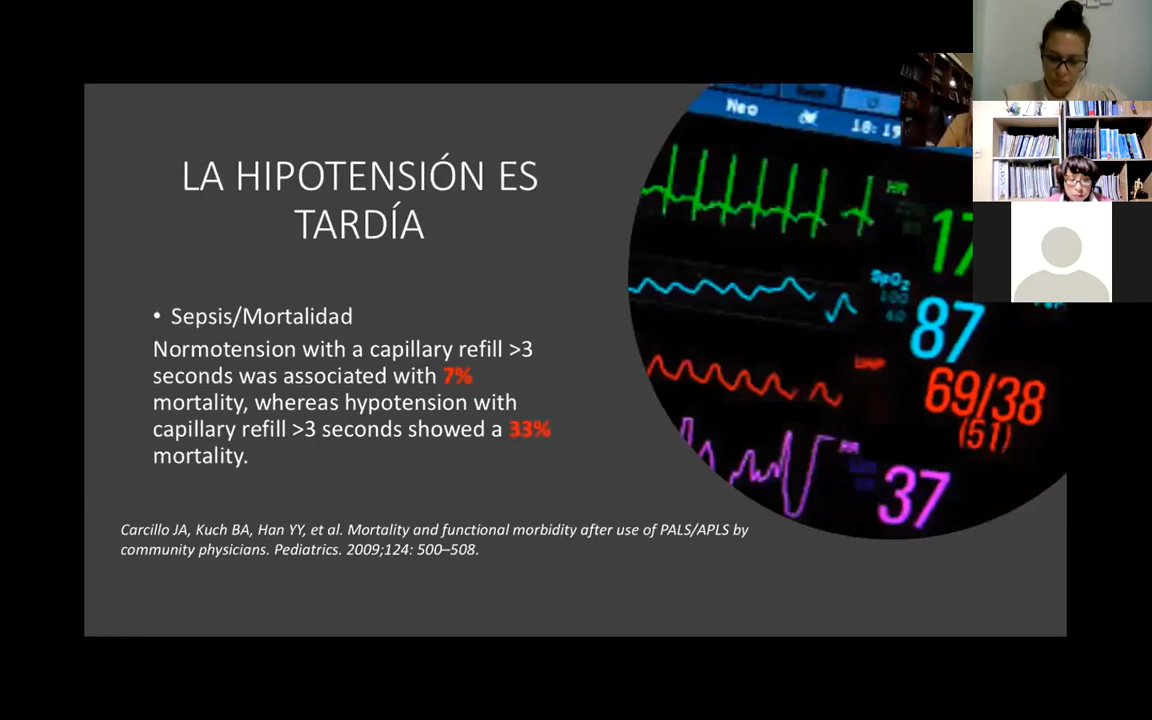 LA HIPOTENSIÓN ES
TARDÍA
• Sepsis/Mortalidad
Normotension with a capillary refill >3
seconds was associated with 7%
mortality, whereas hypotension with
capillary refill >3 seconds showed a 33%
mortality.
Carcillo JA, Kuch BA, Han YY, et al. Mortality and functional morbidity after use of PALS/APLS by
community physicians. Pediatrics. 2009;124: 500–508.
Neo
18:19
HR
17
SpO₂
100
87
69/38
(51)
RR
37